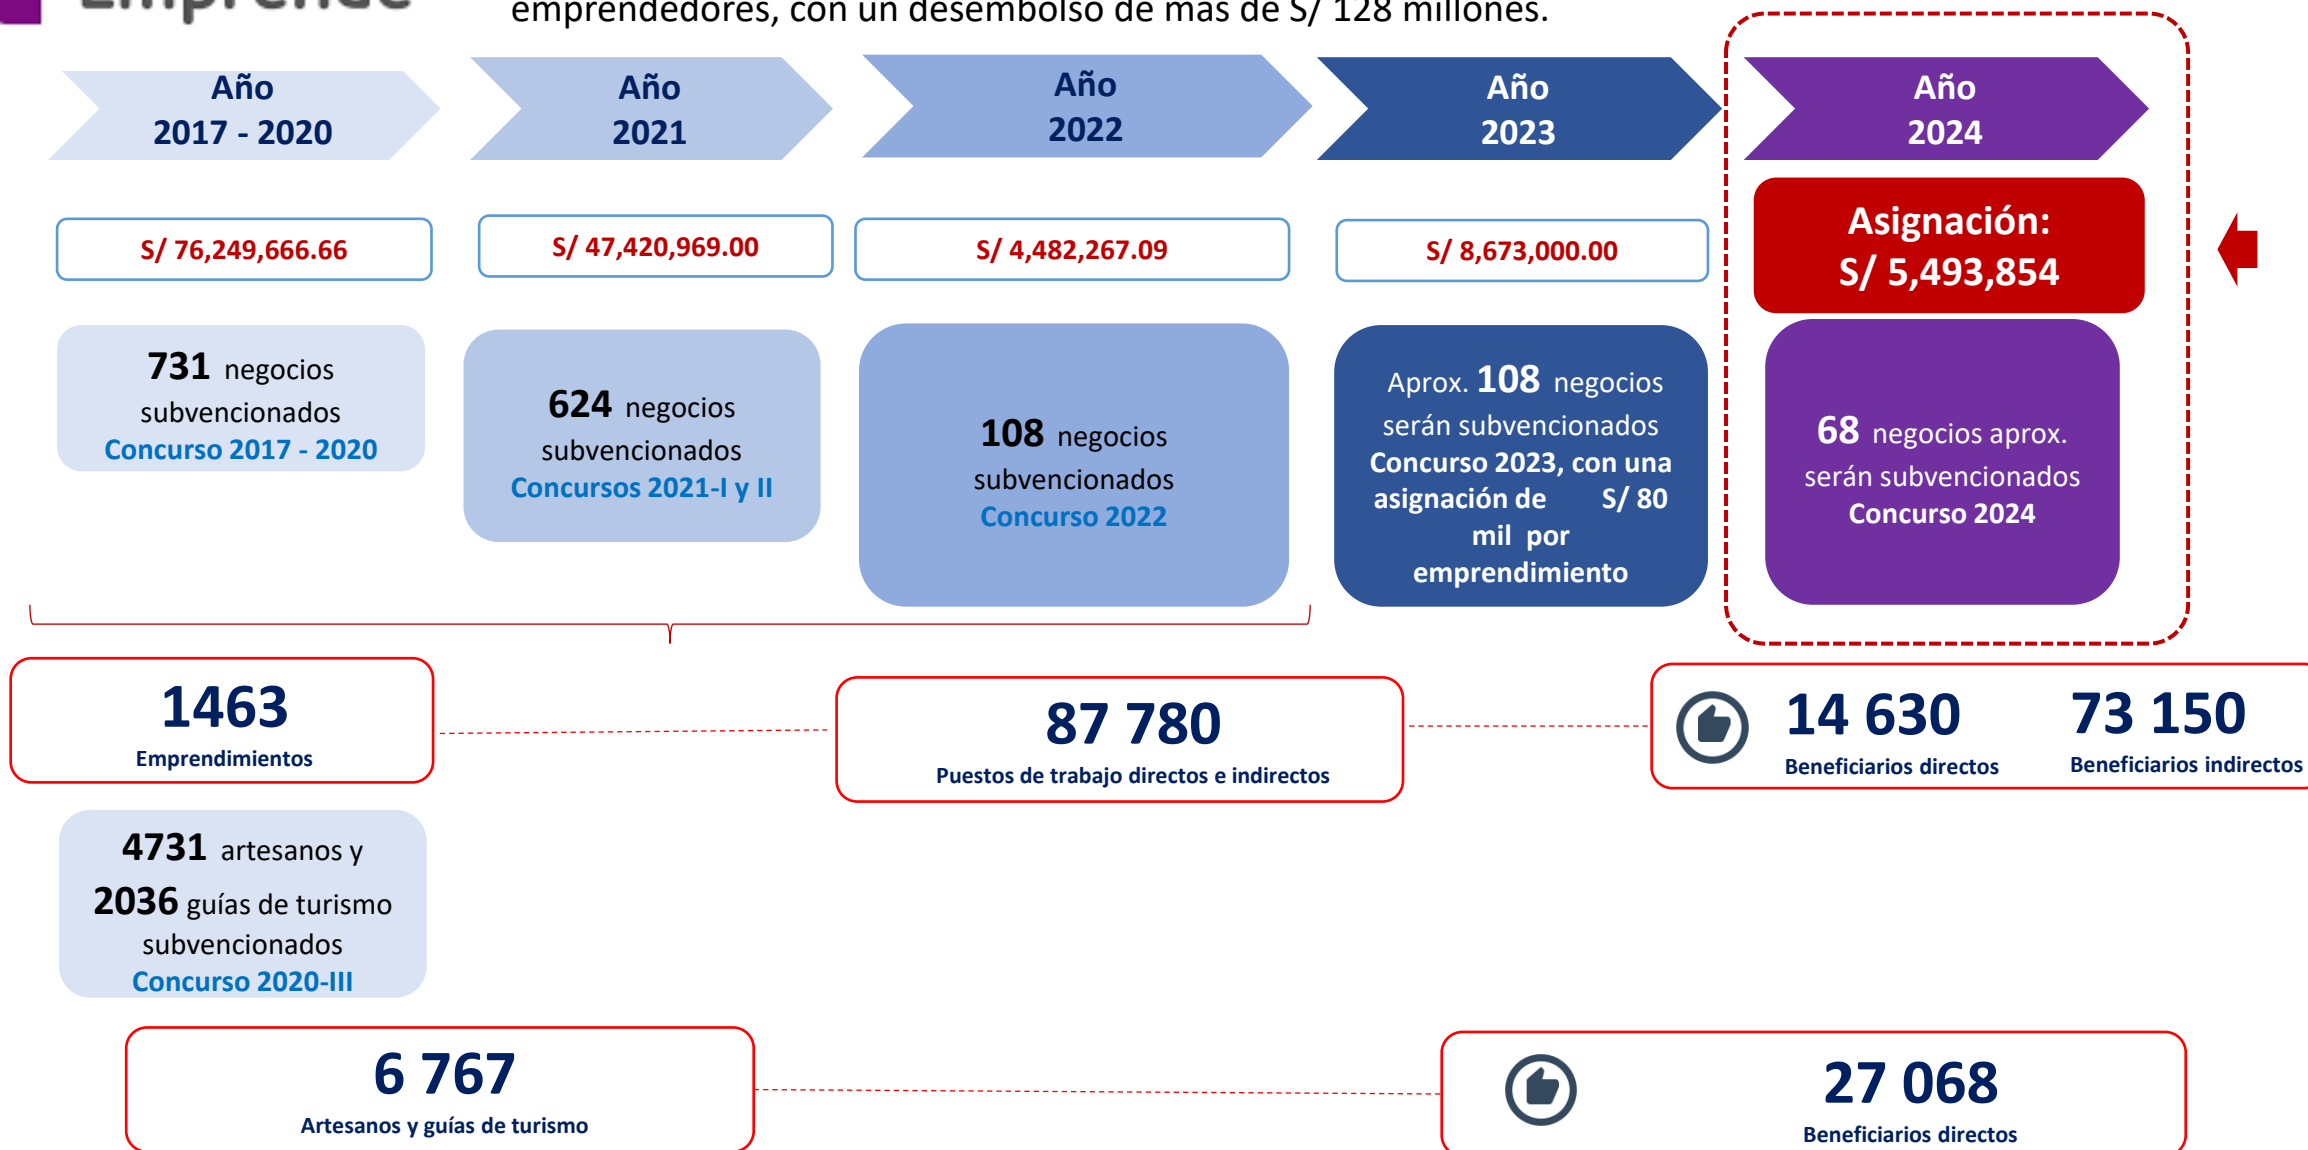 Emprende
emprendedores, con un desembolso de mas de S/ 128 millones.
Año
2017 - 2020
Año
2021
Año
2022
Año
2023
Año
2024
S/ 76,249,666.66
S/ 47,420,969.00
S/ 4,482,267.09
S/ 8,673,000.00
Asignación:
S/ 5,493,854
731 negocios
subvencionados
Concurso 2017 - 2020
624 negocios
subvencionados
Concursos 2021-I y II
108 negocios
subvencionados
Concurso 2022
Aprox. 108 negocios
serán subvencionados
Concurso 2023, con una
asignación de S/ 80
mil por
emprendimiento
68 negocios aprox.
serán subvencionados
Concurso 2024
1463
Emprendimientos
87 780
Puestos de trabajo directos e indirectos
14 630
Beneficiarios directos
73 150
Beneficiarios indirectos
4731 artesanos y
2036 guías de turismo
subvencionados
Concurso 2020-III
6 767
Artesanos y guías de turismo
27 068
Beneficiarios directos